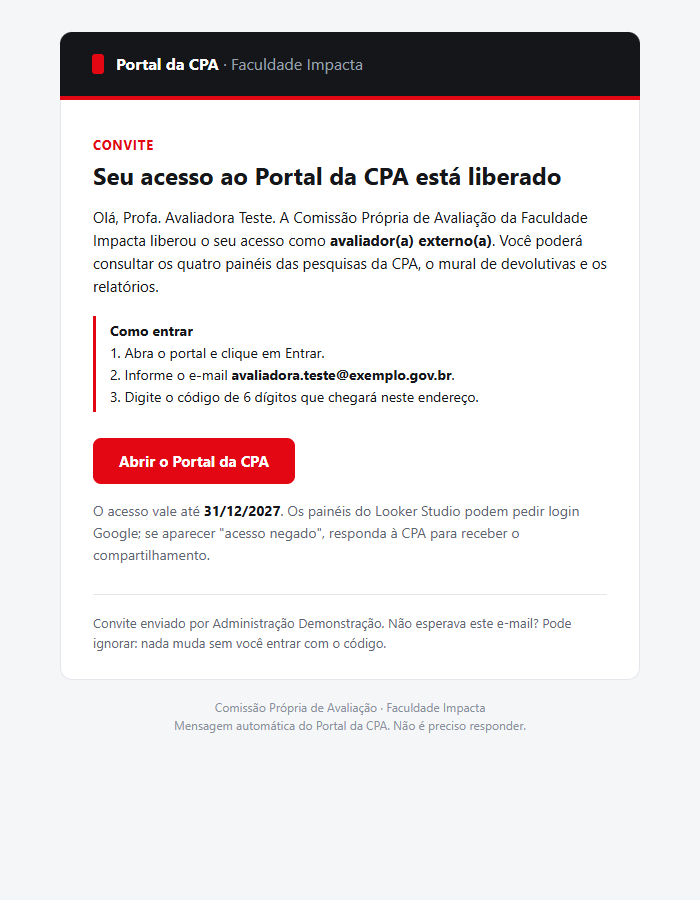 Portal da CPA · Faculdade Impacta
CONVITE
Seu acesso ao Portal da CPA está liberado
Olá, Profa. Avaliadora Teste. A Comissão Própria de Avaliação da Faculdade
Impacta liberou o seu acesso como avaliador(a) externo(a). Você poderá
consultar os quatro painéis das pesquisas da CPA, o mural de devolutivas e os
relatórios.
Como entrar
1. Abra o portal e clique em Entrar.
2. Informe o e-mail avaliadora.teste@exemplo.gov.br.
3. Digite o código de 6 dígitos que chegará neste endereço.
Abrir o Portal da CPA
O acesso vale até 31/12/2027. Os painéis do Looker Studio podem pedir login
Google; se aparecer "acesso negado", responda à CPA para receber o
compartilhamento.
Convite enviado por Administração Demonstração. Não esperava este e-mail? Pode
ignorar: nada muda sem você entrar com o código.
Comissão Própria de Avaliação · Faculdade Impacta
Mensagem automática do Portal da CPA. Não é preciso responder.